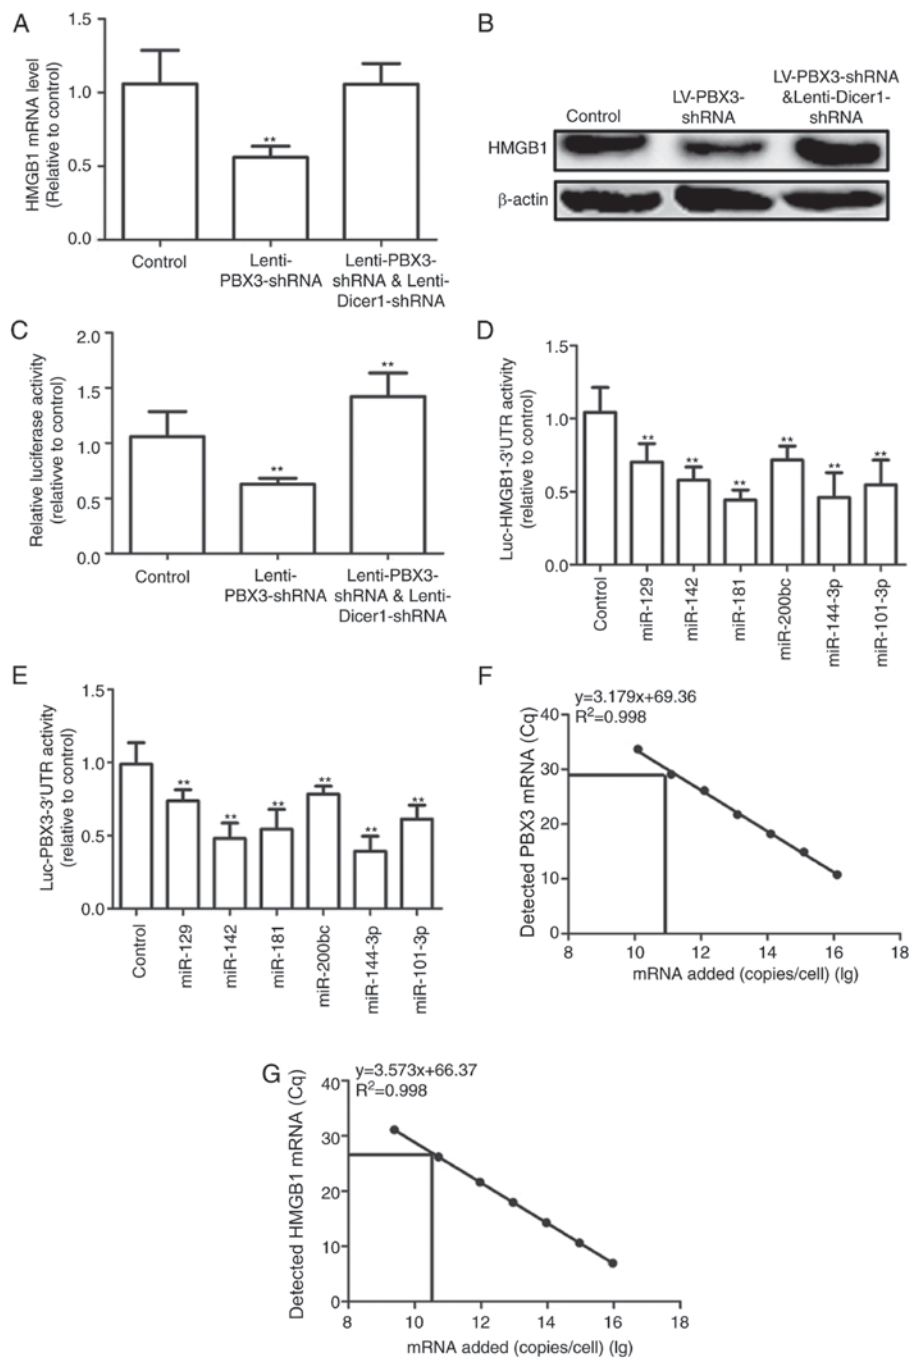 A
HMGB1 mRNA level
(Relative to control)
1.5
1.0
0.5
0.0
**
Control
Lenti-
PBX3-shRNA
Lenti-PBX3-
shRNA & Lenti-
Dicer1-shRNA
B
Control
LV-PBX3-
shRNA
LV-PBX3-shRNA
&Lenti-Dicer1-
shRNA
HMGB1
β-actin
C
Relative luciferase activity
(relativve to control)
2.0
1.5
1.0
0.5
0.0
**
**
Control
Lenti-
PBX3-shRNA
Lenti-PBX3-
shRNA & Lenti-
Dicer1-shRNA
D
Luc-HMGB1-3'UTR activity
(relative to control)
1.5
1.0
0.5
0.0
**
**
**
**
**
**
Control
miR-129
miR-142
miR-181
miR-200bc
miR-144-3p
miR-101-3p
E
Luc-PBX3-3'UTR activity
(relative to control)
1.5
1.0
0.5
0.0
**
**
**
**
**
**
Control
miR-129
miR-142
miR-181
miR-200bc
miR-144-3p
miR-101-3p
F
y=3.179x+69.36
R²=0.998
Detected PBX3 mRNA (Cq)
40
30
20
10
0
8 10 12 14 16 18
mRNA added (copies/cell) (lg)
G
y=3.573x+66.37
R²=0.998
Detected HMGB1 mRNA (Cq)
40
30
20
10
0
8 10 12 14 16 18
mRNA added (copies/cell) (lg)